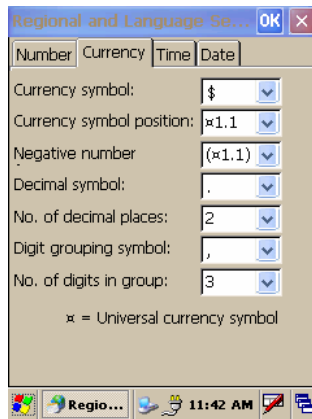 Regional and Language Se... OK
Number Currency Time Date
Currency symbol: $
Currency symbol position: ¤1.1
Negative number (¤1.1)
Decimal symbol: .
No. of decimal places: 2
Digit grouping symbol: ,
No. of digits in group: 3
¤ = Universal currency symbol
Regio... 11:42 AM